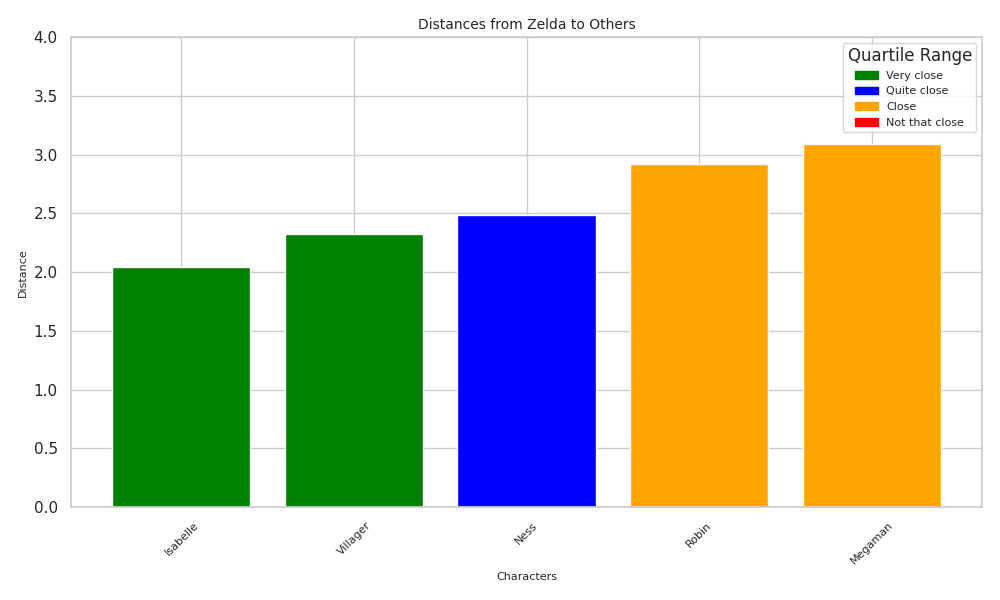 Distances from Zelda to Others
4.0
3.5
3.0
2.5
2.0
1.5
1.0
0.5
0.0
Distance
Quartile Range
Very close
Quite close
Close
Not that close
Isabelle
Villager
Ness
Robin
Megaman
Characters